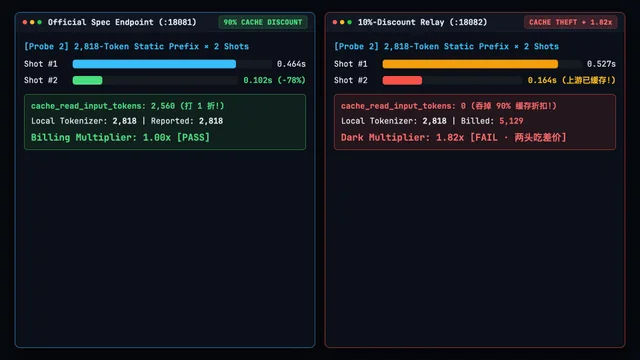 Official Spec Endpoint (:18081)
90% CACHE DISCOUNT
[Probe 2] 2,818-Token Static Prefix × 2 Shots
Shot #1
0.464s
Shot #2
0.102s (-78%)
cache_read_input_tokens: 2,560 (打 1 折!)
Local Tokenizer: 2,818 | Reported: 2,818
Billing Multiplier: 1.00x [PASS]
10%-Discount Relay (:18082)
CACHE THEFT + 1.82x
[Probe 2] 2,818-Token Static Prefix × 2 Shots
Shot #1
0.527s
Shot #2
0.164s (上游已缓存!)
cache_read_input_tokens: 0 (吞掉 90% 缓存折扣!)
Local Tokenizer: 2,818 | Billed: 5,129
Dark Multiplier: 1.82x [FAIL · 两头吃差价]